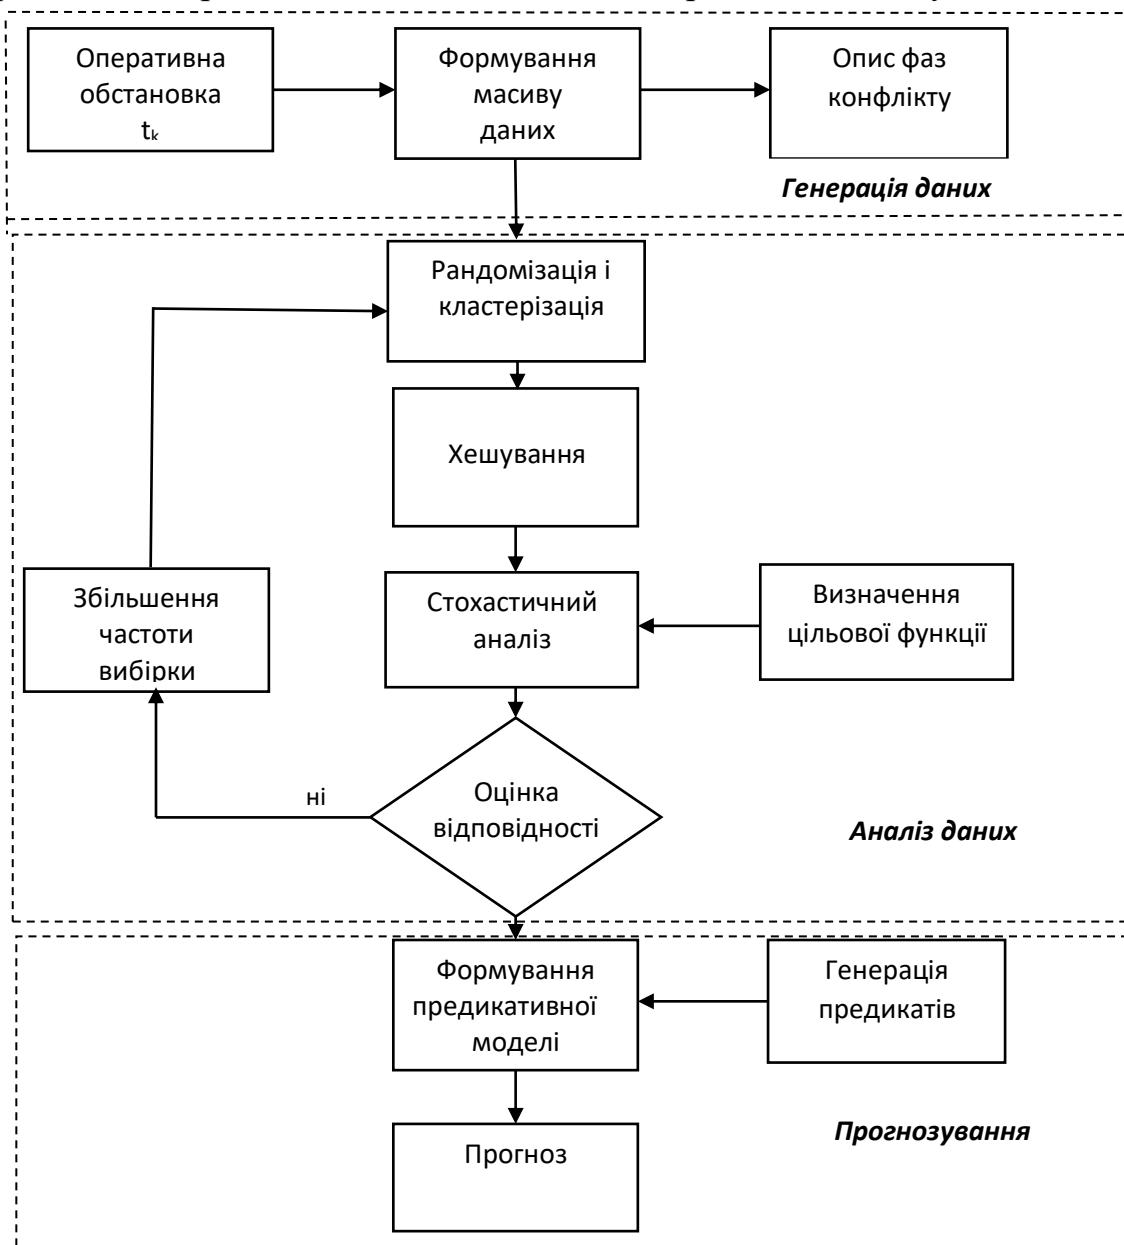 Оперативна
обстановка
tₖ
Формування
масиву
даних
Опис фаз
конфлікту
Генерація даних
Рандомізація і
кластерізація
Хешування
Збільшення
частоти
вибірки
Стохастичний
аналіз
Визначення
цільової функції
ні
Оцінка
відповідності
Аналіз даних
Формування
предикативної
моделі
Генерація
предикатів
Прогнозування
Прогноз